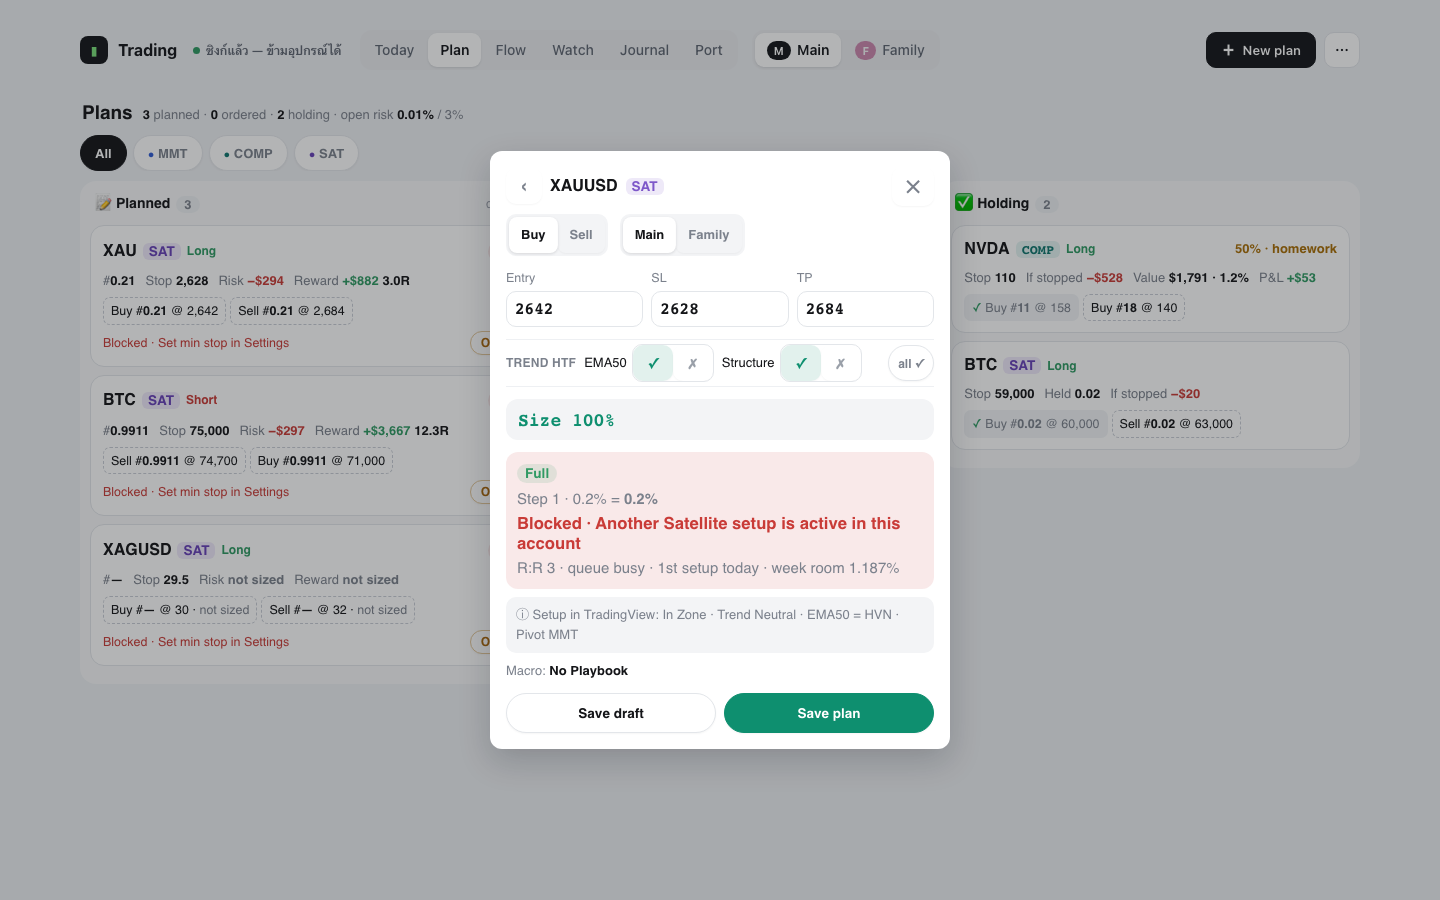 Trading
ซิงก์แล้ว — ข้ามอุปกรณ์ได้
Today Plan Flow Watch Journal Port
M Main F Family
+ New plan
...
Plans 3 planned · 0 ordered · 2 holding · open risk 0.01% / 3%
All • MMT • COMP • SAT
Planned 3
XAU SAT Long
#0.21 Stop 2,628 Risk –$294 Reward +$882 3.0R
Buy #0.21 @ 2,642 Sell #0.21 @ 2,684
Blocked · Set min stop in Settings
BTC SAT Short
#0.9911 Stop 75,000 Risk –$297 Reward +$3,667 12.3R
Sell #0.9911 @ 74,700 Buy #0.9911 @ 71,000
Blocked · Set min stop in Settings
XAGUSD SAT Long
#— Stop 29.5 Risk not sized Reward not sized
Buy #— @ 30 · not sized Sell #— @ 32 · not sized
Blocked · Set min stop in Settings
‹ XAUUSD SAT ✕
Buy Sell Main Family
Entry SL TP
2642 2628 2684
TREND HTF EMA50 ✓ ✗ Structure ✓ ✗ all ✓
Size 100%
Full
Step 1 · 0.2% = 0.2%
Blocked · Another Satellite setup is active in this
account
R:R 3 · queue busy · 1st setup today · week room 1.187%
ⓘ Setup in TradingView: In Zone · Trend Neutral · EMA50 = HVN ·
Pivot MMT
Macro: No Playbook
Save draft Save plan
✅ Holding 2
NVDA COMP Long 50% · homework
Stop 110 If stopped –$528 Value $1,791 · 1.2% P&L +$53
✓ Buy #11 @ 158 Buy #18 @ 140
BTC SAT Long
Stop 59,000 Held 0.02 If stopped –$20
✓ Buy #0.02 @ 60,000 Sell #0.02 @ 63,000